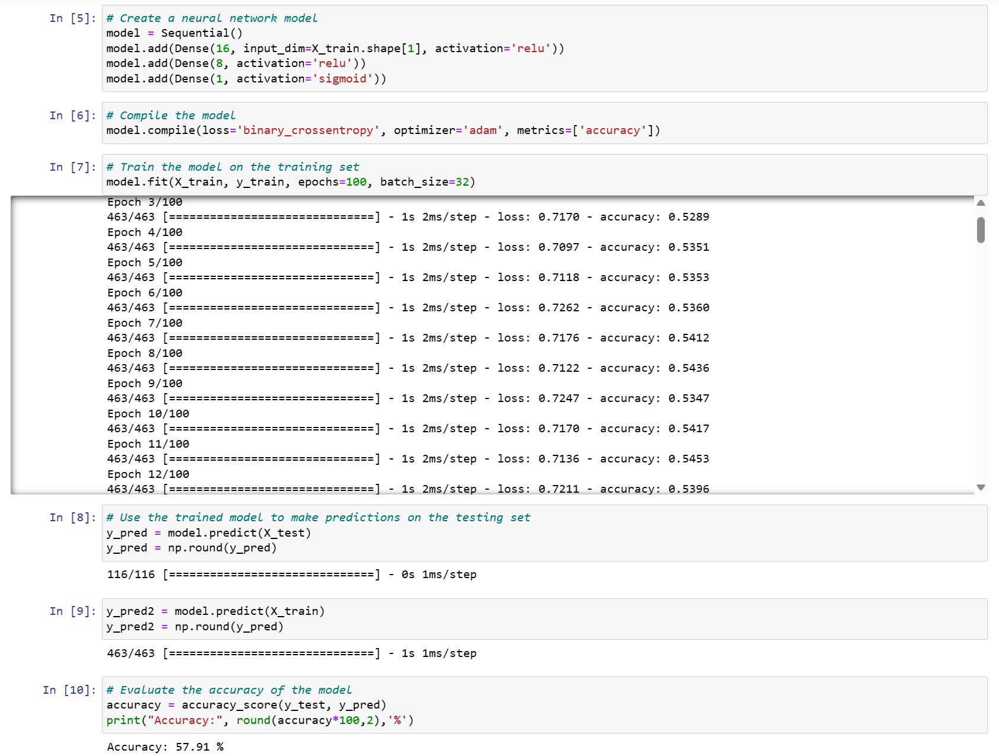 In [5]: # Create a neural network model
model = Sequential()
model.add(Dense(16, input_dim=X_train.shape[1], activation='relu'))
model.add(Dense(8, activation='relu'))
model.add(Dense(1, activation='sigmoid'))
In [6]: # Compile the model
model.compile(loss='binary_crossentropy', optimizer='adam', metrics=['accuracy'])
In [7]: # Train the model on the training set
model.fit(X_train, y_train, epochs=100, batch_size=32)
Epoch 3/100
463/463 [==============================] - 1s 2ms/step - loss: 0.7170 - accuracy: 0.5289
Epoch 4/100
463/463 [==============================] - 1s 2ms/step - loss: 0.7097 - accuracy: 0.5351
Epoch 5/100
463/463 [==============================] - 1s 2ms/step - loss: 0.7118 - accuracy: 0.5353
Epoch 6/100
463/463 [==============================] - 1s 2ms/step - loss: 0.7262 - accuracy: 0.5360
Epoch 7/100
463/463 [==============================] - 1s 2ms/step - loss: 0.7176 - accuracy: 0.5412
Epoch 8/100
463/463 [==============================] - 1s 2ms/step - loss: 0.7122 - accuracy: 0.5436
Epoch 9/100
463/463 [==============================] - 1s 2ms/step - loss: 0.7247 - accuracy: 0.5347
Epoch 10/100
463/463 [==============================] - 1s 2ms/step - loss: 0.7170 - accuracy: 0.5417
Epoch 11/100
463/463 [==============================] - 1s 2ms/step - loss: 0.7136 - accuracy: 0.5453
Epoch 12/100
463/463 [==============================] - 1s 2ms/step - loss: 0.7211 - accuracy: 0.5396
In [8]: # Use the trained model to make predictions on the testing set
y_pred = model.predict(X_test)
y_pred = np.round(y_pred)
116/116 [==============================] - 0s 1ms/step
In [9]: y_pred2 = model.predict(X_train)
y_pred2 = np.round(y_pred)
463/463 [==============================] - 1s 1ms/step
In [10]: # Evaluate the accuracy of the model
accuracy = accuracy_score(y_test, y_pred)
print("Accuracy:", round(accuracy*100,2),'%')
Accuracy: 57.91 %